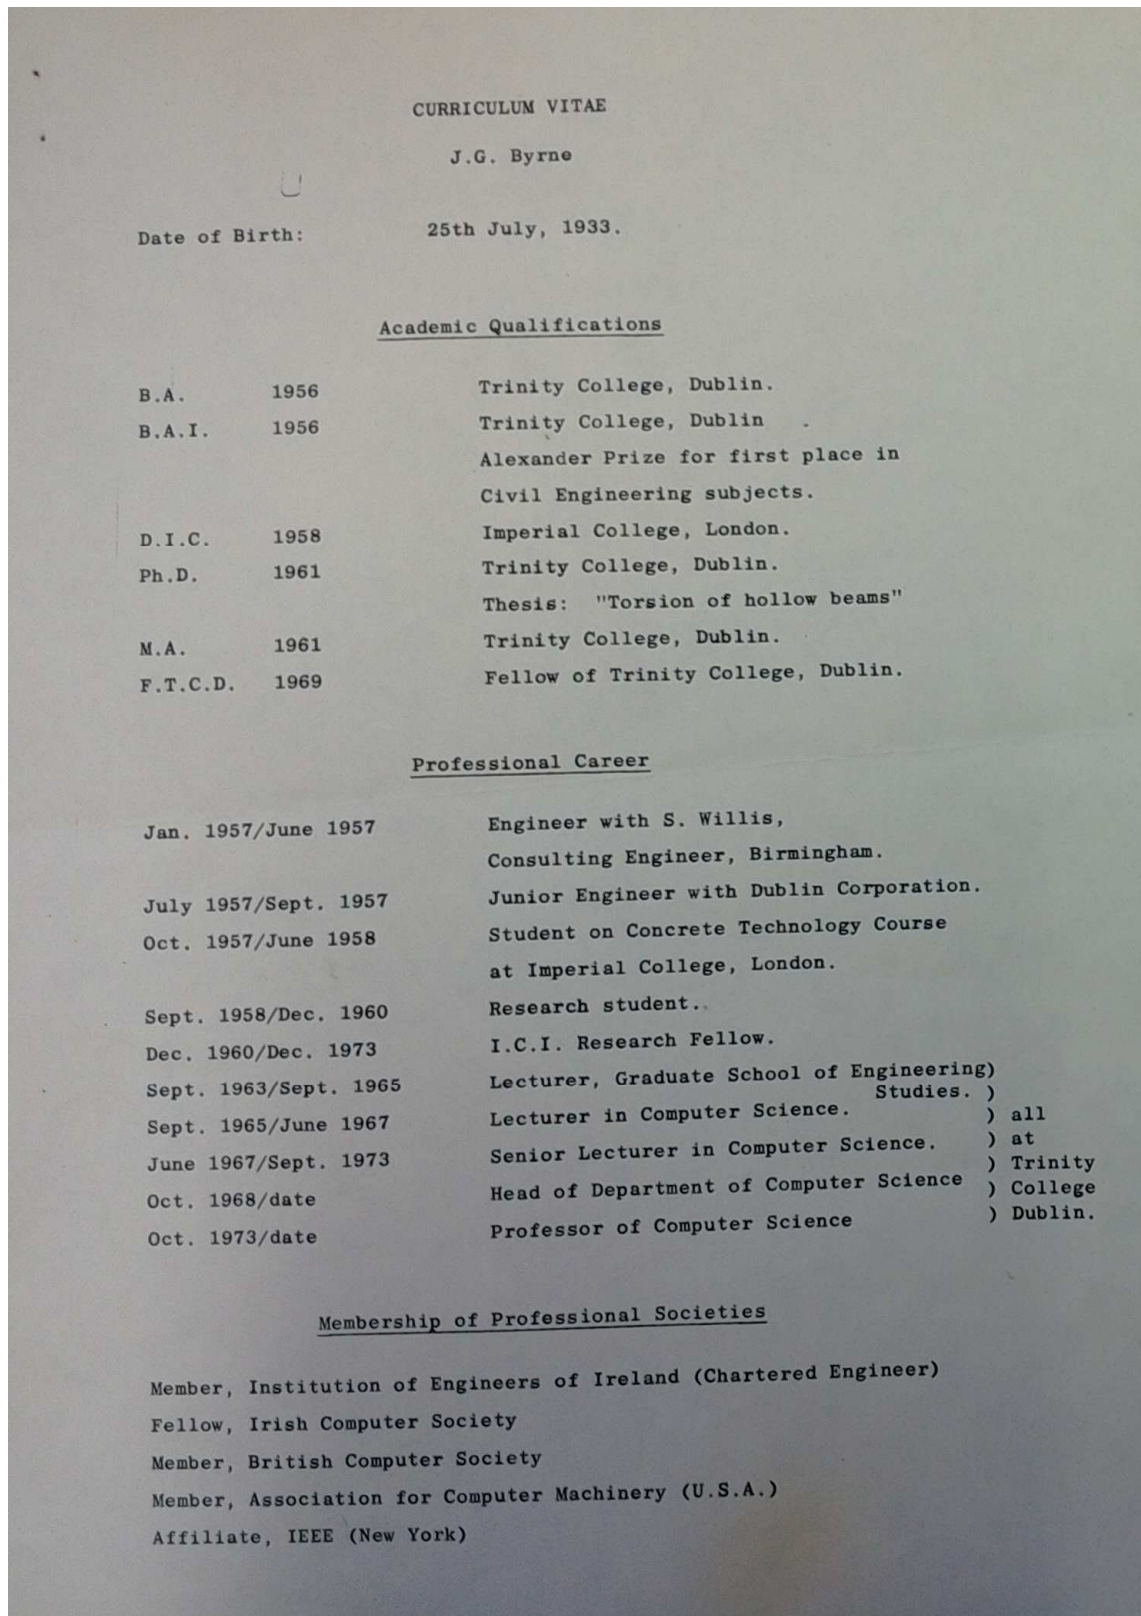 CURRICULUM VITAE
J.G. Byrne
Date of Birth: 25th July, 1933.
Academic Qualifications
B.A. 1956 Trinity College, Dublin.
B.A.I. 1956 Trinity College, Dublin
Alexander Prize for first place in
Civil Engineering subjects.
D.I.C. 1958 Imperial College, London.
Ph.D. 1961 Trinity College, Dublin.
Thesis: "Torsion of hollow beams"
M.A. 1961 Trinity College, Dublin.
F.T.C.D. 1969 Fellow of Trinity College, Dublin.
Professional Career
Jan. 1957/June 1957 Engineer with S. Willis,
Consulting Engineer, Birmingham.
July 1957/Sept. 1957 Junior Engineer with Dublin Corporation.
Oct. 1957/June 1958 Student on Concrete Technology Course
at Imperial College, London.
Sept. 1958/Dec. 1960 Research student.
Dec. 1960/Dec. 1973 I.C.I. Research Fellow.
Sept. 1963/Sept. 1965 Lecturer, Graduate School of Engineering)
Studies. )
Sept. 1965/June 1967 Lecturer in Computer Science. ) all
June 1967/Sept. 1973 Senior Lecturer in Computer Science. ) at
) Trinity
Oct. 1968/date Head of Department of Computer Science ) College
Oct. 1973/date Professor of Computer Science ) Dublin.
Membership of Professional Societies
Member, Institution of Engineers of Ireland (Chartered Engineer)
Fellow, Irish Computer Society
Member, British Computer Society
Member, Association for Computer Machinery (U.S.A.)
Affiliate, IEEE (New York)